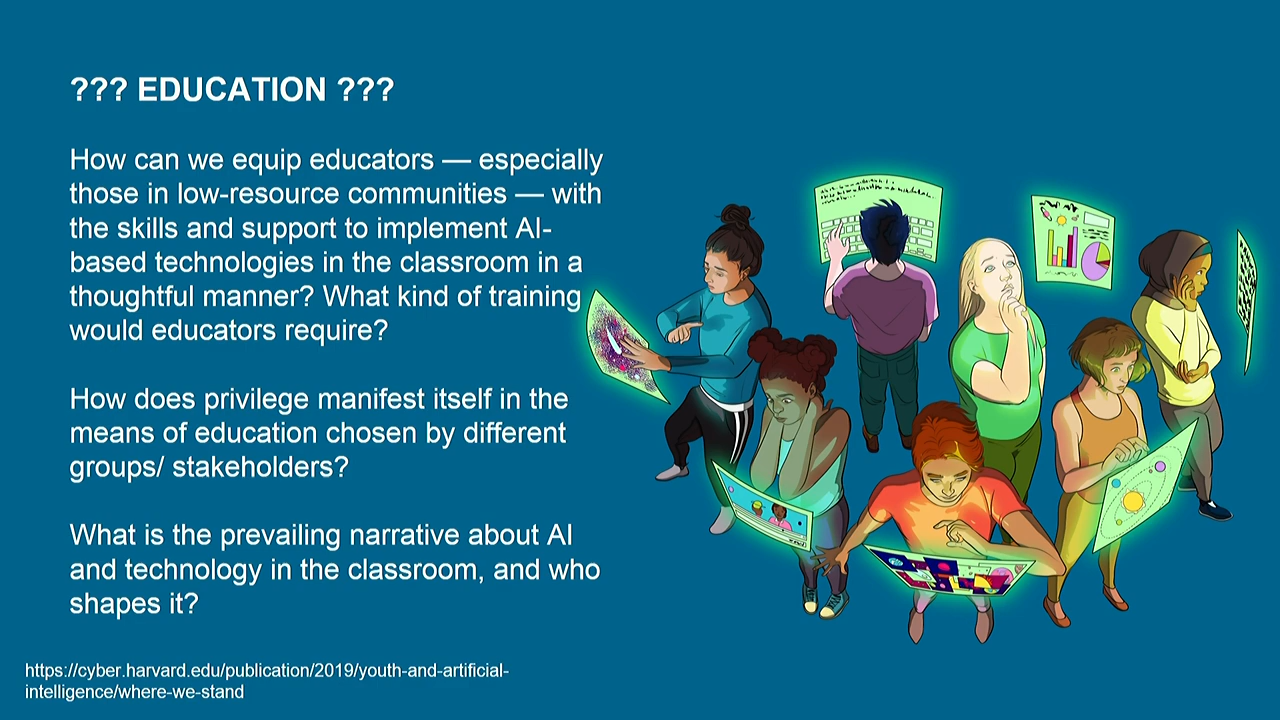 ??? EDUCATION ???
How can we equip educators — especially
those in low-resource communities — with
the skills and support to implement AI-
based technologies in the classroom in a
thoughtful manner? What kind of training
would educators require?
How does privilege manifest itself in the
means of education chosen by different
groups/ stakeholders?
What is the prevailing narrative about AI
and technology in the classroom, and who
shapes it?
https://cyber.harvard.edu/publication/2019/youth-and-artificial-
intelligence/where-we-stand